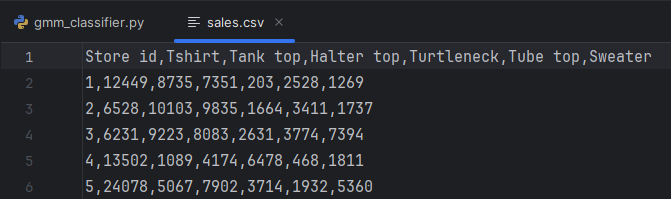 gmm_classifier.py sales.csv
1 Store id,Tshirt,Tank top,Halter top,Turtleneck,Tube top,Sweater
2 1,12449,8735,7351,203,2528,1269
3 2,6528,10103,9835,1664,3411,1737
4 3,6231,9223,8083,2631,3774,7394
5 4,13502,1089,4174,6478,468,1811
6 5,24078,5067,7902,3714,1932,5360